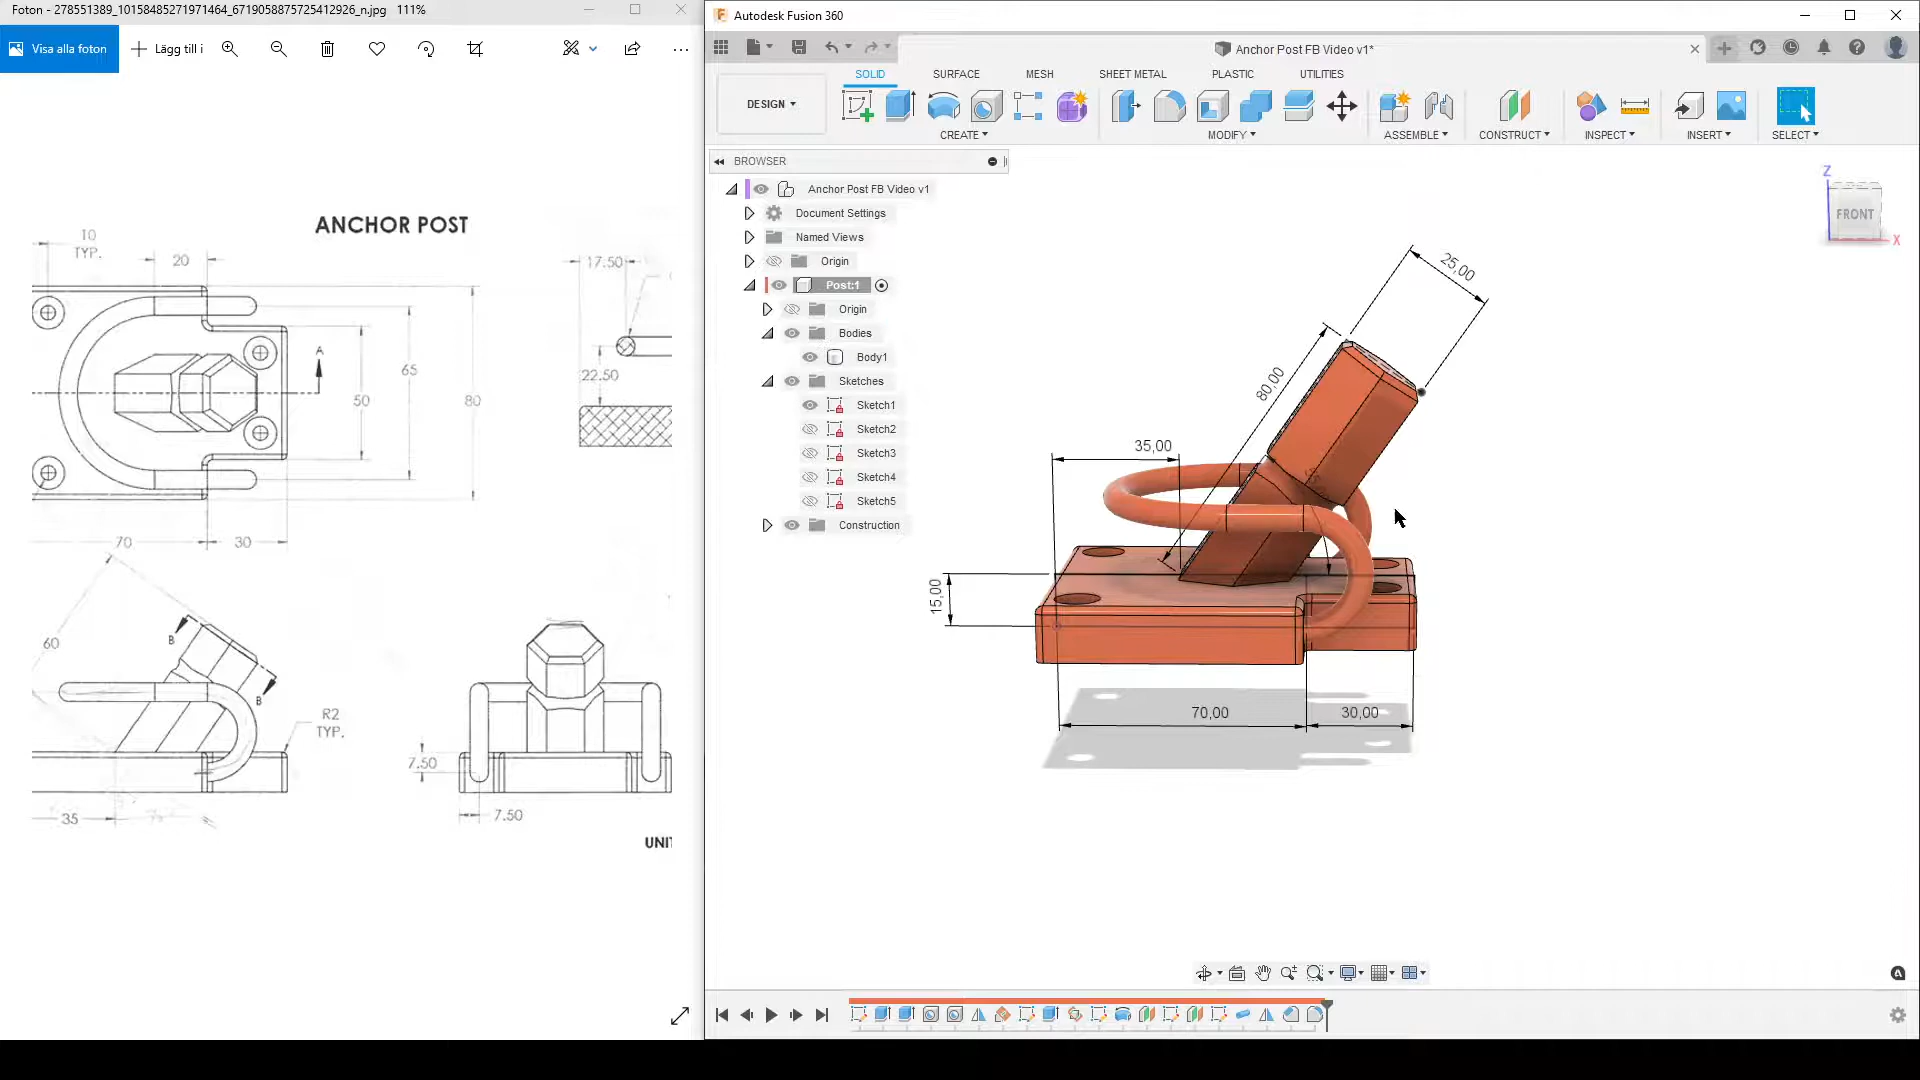 Foton - 278551389_10158485271971464_6719058875725412926_n.jpg   111%
Visa alla foton
Lägg till i
ANCHOR POST
10
TYP.
20
A
65
50
80
70
30
17.50
22.50
60
B
B
R2
TYP.
7.50
7.50
35
UNIT
Autodesk Fusion 360
Anchor Post FB Video v1*
DESIGN
SOLID
SURFACE
MESH
SHEET METAL
PLASTIC
UTILITIES
CREATE
MODIFY
ASSEMBLE
CONSTRUCT
INSPECT
INSERT
SELECT
BROWSER
Anchor Post FB Video v1
Document Settings
Named Views
Origin
Post:1
Origin
Bodies
Body1
Sketches
Sketch1
Sketch2
Sketch3
Sketch4
Sketch5
Construction
Z
FRONT
X
25,00
80,00
35,00
15,00
70,00
30,00